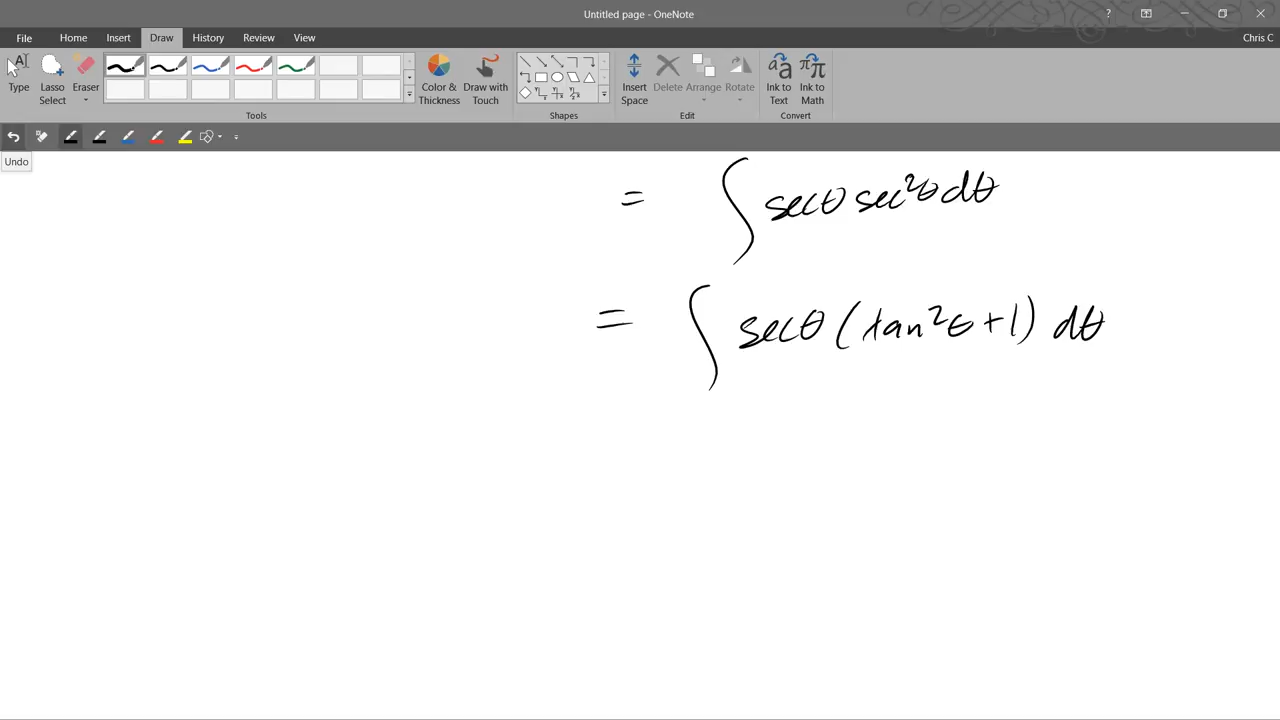 Untitled page - OneNote
File Home Insert Draw History Review View
Chris C
Type Lasso Select Eraser
Color & Thickness Draw with Touch
Insert Space Delete Arrange Rotate
Ink to Text Ink to Math
Tools Shapes Edit Convert
Undo
= ∫ secθ sec²θ dθ
= ∫ secθ (tan²θ + 1) dθ